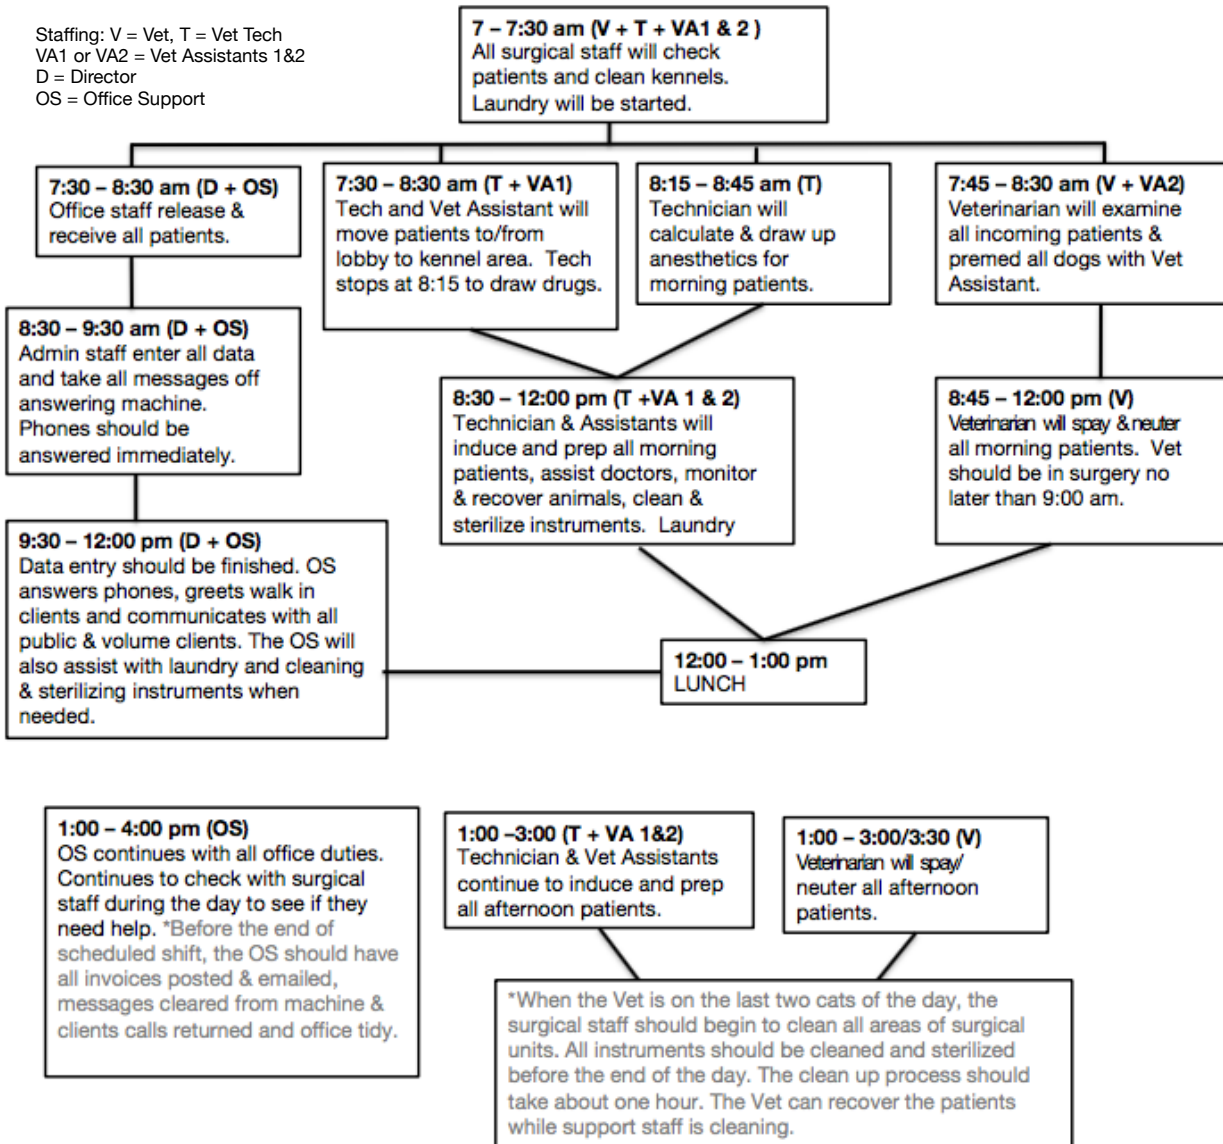 Staffing: V = Vet, T = Vet Tech
VA1 or VA2 = Vet Assistants 1&2
D = Director
OS = Office Support
7 – 7:30 am (V + T + VA1 & 2 )
All surgical staff will check
patients and clean kennels.
Laundry will be started.
7:30 – 8:30 am (D + OS)
Office staff release &
receive all patients.
7:30 – 8:30 am (T + VA1)
Tech and Vet Assistant will
move patients to/from
lobby to kennel area.  Tech
stops at 8:15 to draw drugs.
8:15 – 8:45 am (T)
Technician will
calculate & draw up
anesthetics for
morning patients.
7:45 – 8:30 am (V + VA2)
Veterinarian will examine
all incoming patients &
premed all dogs with Vet
Assistant.
8:30 – 9:30 am (D + OS)
Admin staff enter all data
and take all messages off
answering machine.
Phones should be
answered immediately.
8:30 – 12:00 pm (T +VA 1 & 2)
Technician & Assistants will
induce and prep all morning
patients, assist doctors, monitor
& recover animals, clean &
sterilize instruments.  Laundry
8:45 – 12:00 pm (V)
Veterinarian will spay & neuter
all morning patients.  Vet
should be in surgery no
later than 9:00 am.
9:30 – 12:00 pm (D + OS)
Data entry should be finished. OS
answers phones, greets walk in
clients and communicates with all
public & volume clients. The OS will
also assist with laundry and cleaning
& sterilizing instruments when
needed.
12:00 – 1:00 pm
LUNCH
1:00 – 4:00 pm (OS)
OS continues with all office duties.
Continues to check with surgical
staff during the day to see if they
need help. *Before the end of
scheduled shift, the OS should have
all invoices posted & emailed,
messages cleared from machine &
clients calls returned and office tidy.
1:00 –3:00 (T + VA 1&2)
Technician & Vet Assistants
continue to induce and prep
all afternoon patients.
1:00 – 3:00/3:30 (V)
Veterinarian will spay/
neuter all afternoon
patients.
*When the Vet is on the last two cats of the day, the
surgical staff should begin to clean all areas of surgical
units. All instruments should be cleaned and sterilized
before the end of the day. The clean up process should
take about one hour. The Vet can recover the patients
while support staff is cleaning.